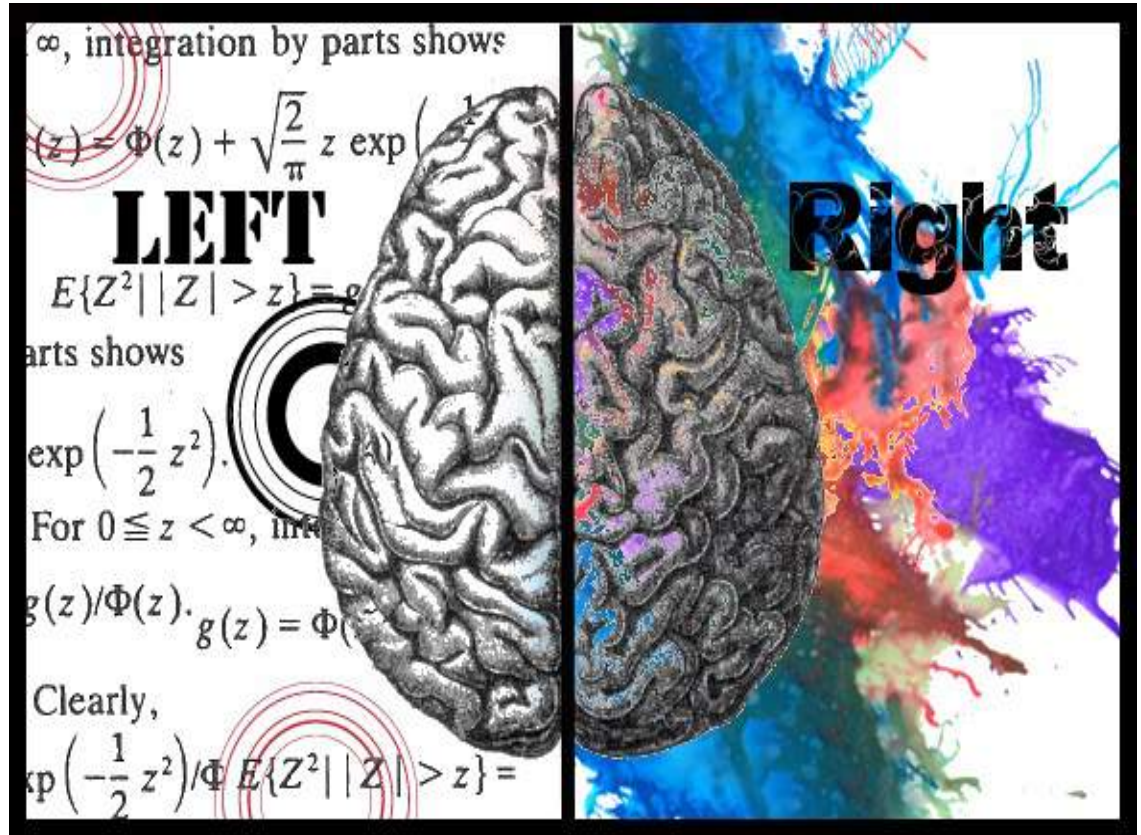 ∞, integration by parts shows
(z) = Φ(z) + √(2/π) z exp(
LEFT
Right
E{Z²| |Z| > z} = g
arts shows
exp(-1/2 z²).
For 0 ≦ z < ∞,
g(z)/Φ(z).
g(z) = Φ(
Clearly,
xp(-1/2 z²)/Φ E{Z²| |Z| > z} =